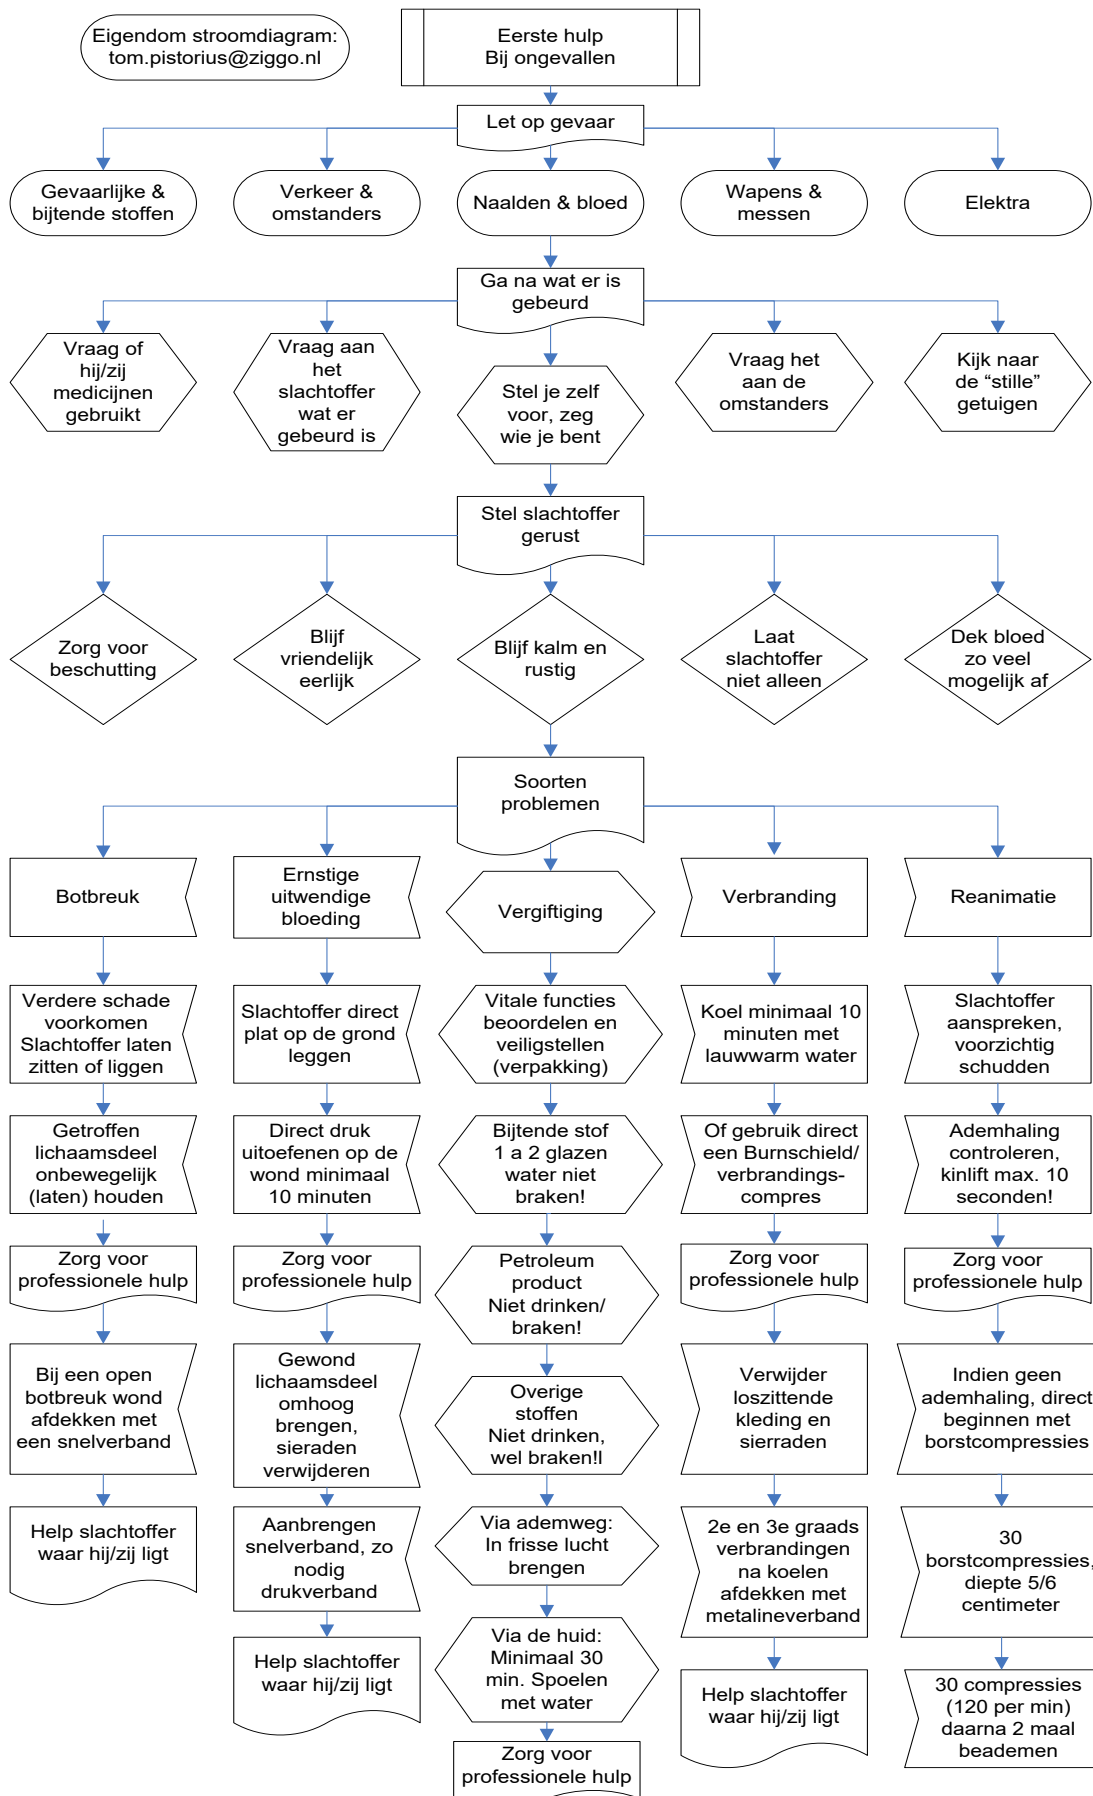 Eigendom stroomdiagram:
tom.pistorius@ziggo.nl
Eerste hulp
Bij ongevallen
Let op gevaar
Gevaarlijke &
bijtende stoffen
Verkeer &
omstanders
Naalden & bloed
Wapens &
messen
Elektra
Ga na wat er is
gebeurd
Vraag of
hij/zij
medicijnen
gebruikt
Vraag aan
het
slachtoffer
wat er
gebeurd is
Stel je zelf
voor, zeg
wie je bent
Vraag het
aan de
omstanders
Kijk naar
de “stille”
getuigen
Stel slachtoffer
gerust
Zorg voor
beschutting
Blijf
vriendelijk
eerlijk
Blijf kalm en
rustig
Laat
slachtoffer
niet alleen
Dek bloed
zo veel
mogelijk af
Soorten
problemen
Botbreuk
Ernstige
uitwendige
bloeding
Vergiftiging
Verbranding
Reanimatie
Verdere schade
voorkomen
Slachtoffer laten
zitten of liggen
Slachtoffer direct
plat op de grond
leggen
Vitale functies
beoordelen en
veiligstellen
(verpakking)
Koel minimaal 10
minuten met
lauwwarm water
Slachtoffer
aanspreken,
voorzichtig
schudden
Getroffen
lichaamsdeel
onbewegelijk
(laten) houden
Direct druk
uitoefenen op de
wond minimaal
10 minuten
Bijtende stof
1 a 2 glazen
water niet
braken!
Of gebruik direct
een Burnschield/
verbrandings-
compres
Ademhaling
controleren,
kinlift max. 10
seconden!
Zorg voor
professionele hulp
Zorg voor
professionele hulp
Petroleum
product
Niet drinken/
braken!
Zorg voor
professionele hulp
Zorg voor
professionele hulp
Bij een open
botbreuk wond
afdekken met
een snelverband
Gewond
lichaamsdeel
omhoog
brengen,
sieraden
verwijderen
Overige
stoffen
Niet drinken,
wel braken!l
Verwijder
loszittende
kleding en
sierraden
Indien geen
ademhaling, direct
beginnen met
borstcompressies
Help slachtoffer
waar hij/zij ligt
Aanbrengen
snelverband, zo
nodig
drukverband
Via ademweg:
In frisse lucht
brengen
2e en 3e graads
verbrandingen
na koelen
afdekken met
metalineverband
30
borstcompressies,
diepte 5/6
centimeter
Help slachtoffer
waar hij/zij ligt
Via de huid:
Minimaal 30
min. Spoelen
met water
Help slachtoffer
waar hij/zij ligt
30 compressies
(120 per min)
daarna 2 maal
beademen
Zorg voor
professionele hulp